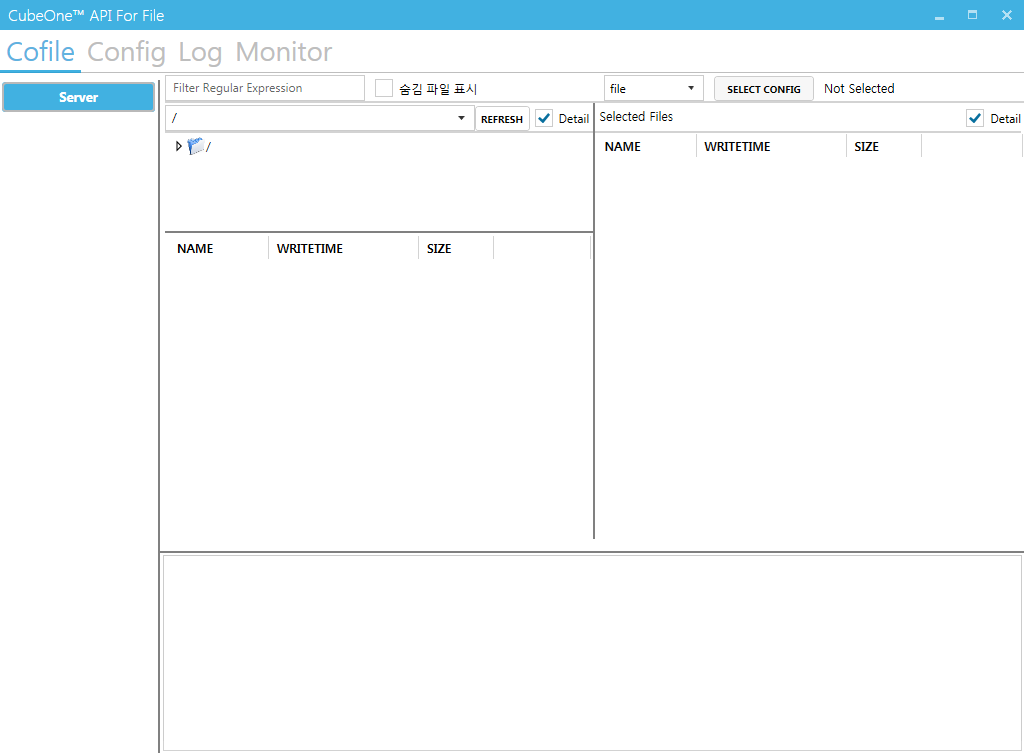 CubeOne™ API For File
Cofile Config Log Monitor
Server
Filter Regular Expression
숨김 파일 표시
file
SELECT CONFIG
Not Selected
/
REFRESH
Detail
Selected Files
Detail
/
NAME WRITETIME SIZE
NAME WRITETIME SIZE